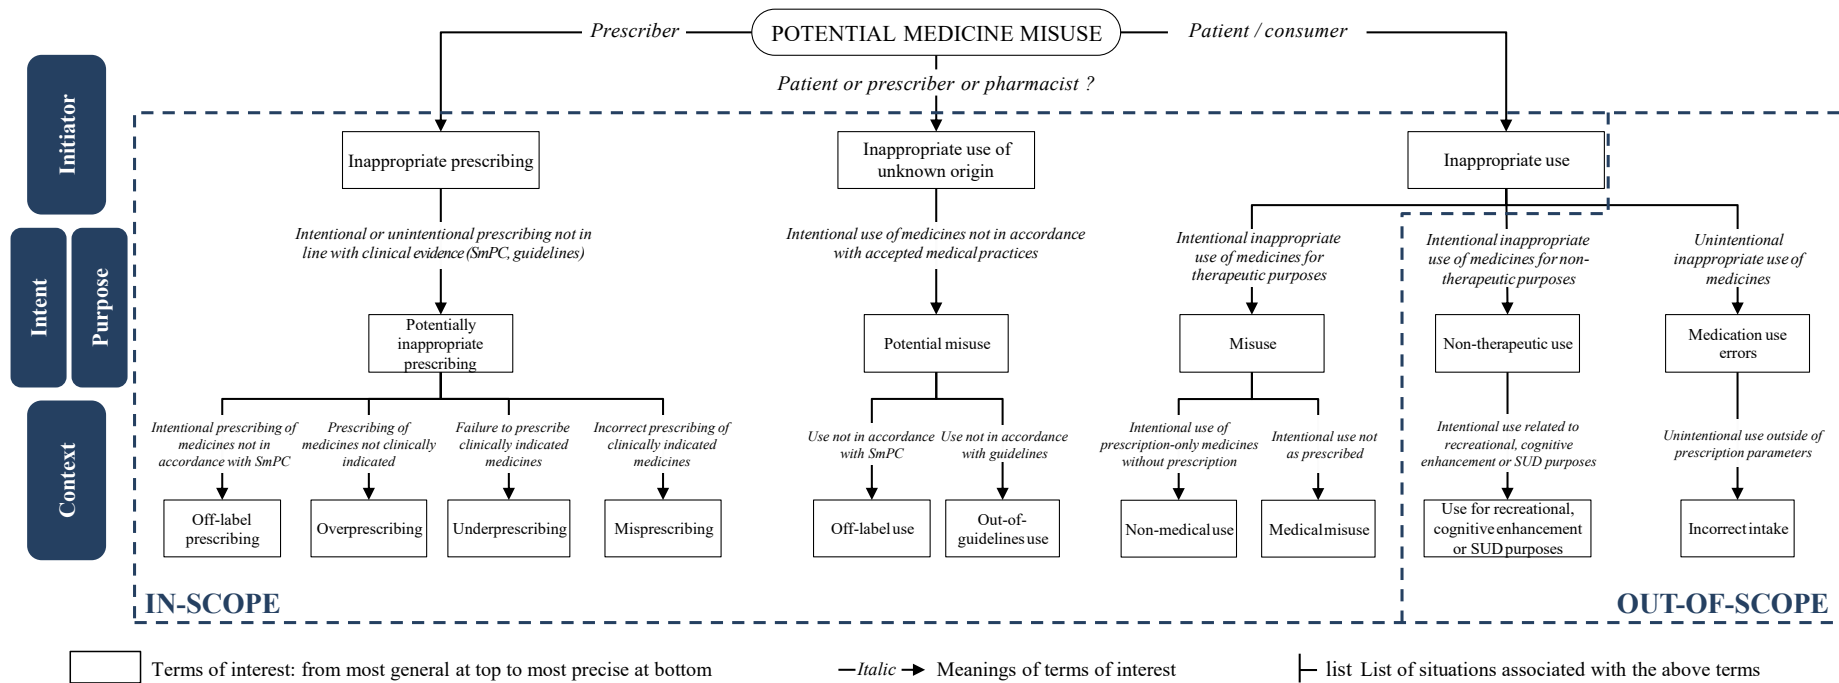 Prescriber
POTENTIAL MEDICINE MISUSE
Patient / consumer
Patient or prescriber or pharmacist ?
Initiator
Inappropriate prescribing
Inappropriate use of
unknown origin
Inappropriate use
Intent
Purpose
Intentional or unintentional prescribing not in
line with clinical evidence (SmPC, guidelines)
Intentional use of medicines not in accordance
with accepted medical practices
Intentional inappropriate
use of medicines for
therapeutic purposes
Intentional inappropriate
use of medicines for non-
therapeutic purposes
Unintentional
inappropriate use of
medicines
Potentially
inappropriate
prescribing
Potential misuse
Misuse
Non-therapeutic use
Medication use
errors
Context
Intentional prescribing of
medicines not in
accordance with SmPC
Prescribing of
medicines not clinically
indicated
Failure to prescribe
clinically indicated
medicines
Incorrect prescribing of
clinically indicated
medicines
Use not in accordance
with SmPC
Use not in accordance
with guidelines
Intentional use of
prescription-only medicines
without prescription
Intentional use not
as prescribed
Intentional use related to
recreational, cognitive
enhancement or SUD purposes
Unintentional use outside of
prescription parameters
Off-label
prescribing
Overprescribing
Underprescribing
Misprescribing
Off-label use
Out-of-
guidelines use
Non-medical use
Medical misuse
Use for recreational,
cognitive enhancement
or SUD purposes
Incorrect intake
IN-SCOPE
OUT-OF-SCOPE
Terms of interest: from most general at top to most precise at bottom
Italic
Meanings of terms of interest
list
List of situations associated with the above terms